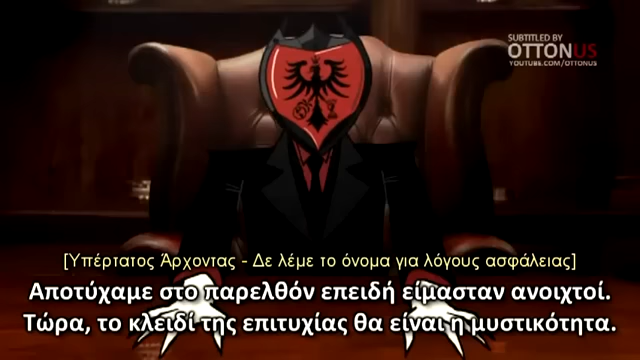 SUBTITLED BY
OTTONUS
YOUTUBE.COM/OTTONUS
[Υπέρτατος Άρχοντας - Δε λέμε το όνομα για λόγους ασφάλειας]
Αποτύχαμε στο παρελθόν επειδή είμασταν ανοιχτοί.
Τώρα, το κλειδί της επιτυχίας θα είναι η μυστικότητα.